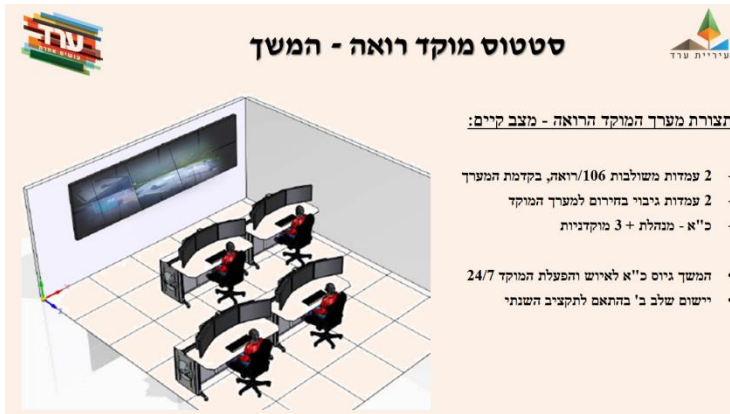 סטטוס מוקד רואה - המשך
ערד
עושים אחרת
עיריית ערד
תצורת מערך המוקד הרואה - מצב קיים:
- 2 עמדות משולבות 106/רואה, בקדמת המערך
- 2 עמדות גיבוי בחירום למערך המוקד
- כ"א - מנהלת + 3 מוקדניות
• המשך גיוס כ"א לאיוש והפעלת המוקד 24/7
• יישום שלב ב' בהתאם לתקציב השנתי